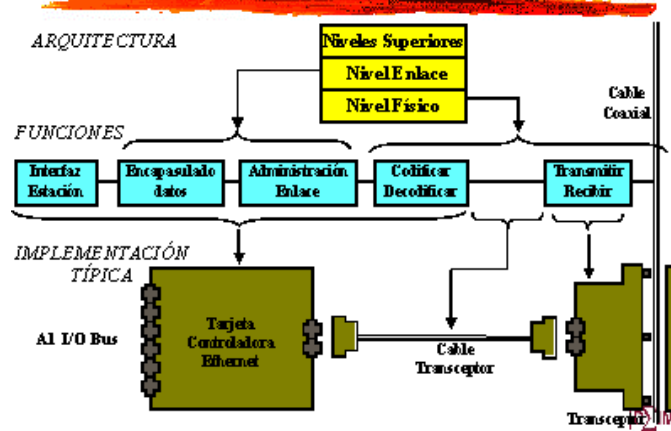 ARQUITECTURA
Niveles Superiores
Nivel Enlace
Nivel Físico
Cable
Coaxial
FUNCIONES
Interfaz
Estación
Encapasulalo
datos
Administración
Enlace
Codificar
Decodificar
Transmitir
Recibir
IMPLEMENTACIÓN
TÍPICA
Al I/O Bus
Tarjeta
Controladora
Ethernet
Cable
Transceptor
Transceptor